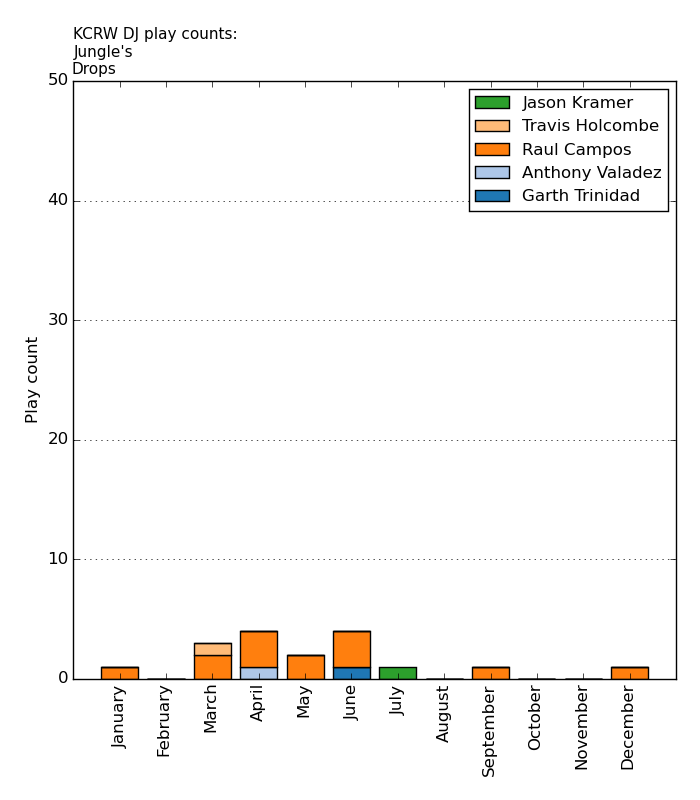 KCRW DJ play counts:
Jungle's
Drops
50
40
30
20
10
0
Play count
Jason Kramer
Travis Holcombe
Raul Campos
Anthony Valadez
Garth Trinidad
January
February
March
April
May
June
July
August
September
October
November
December